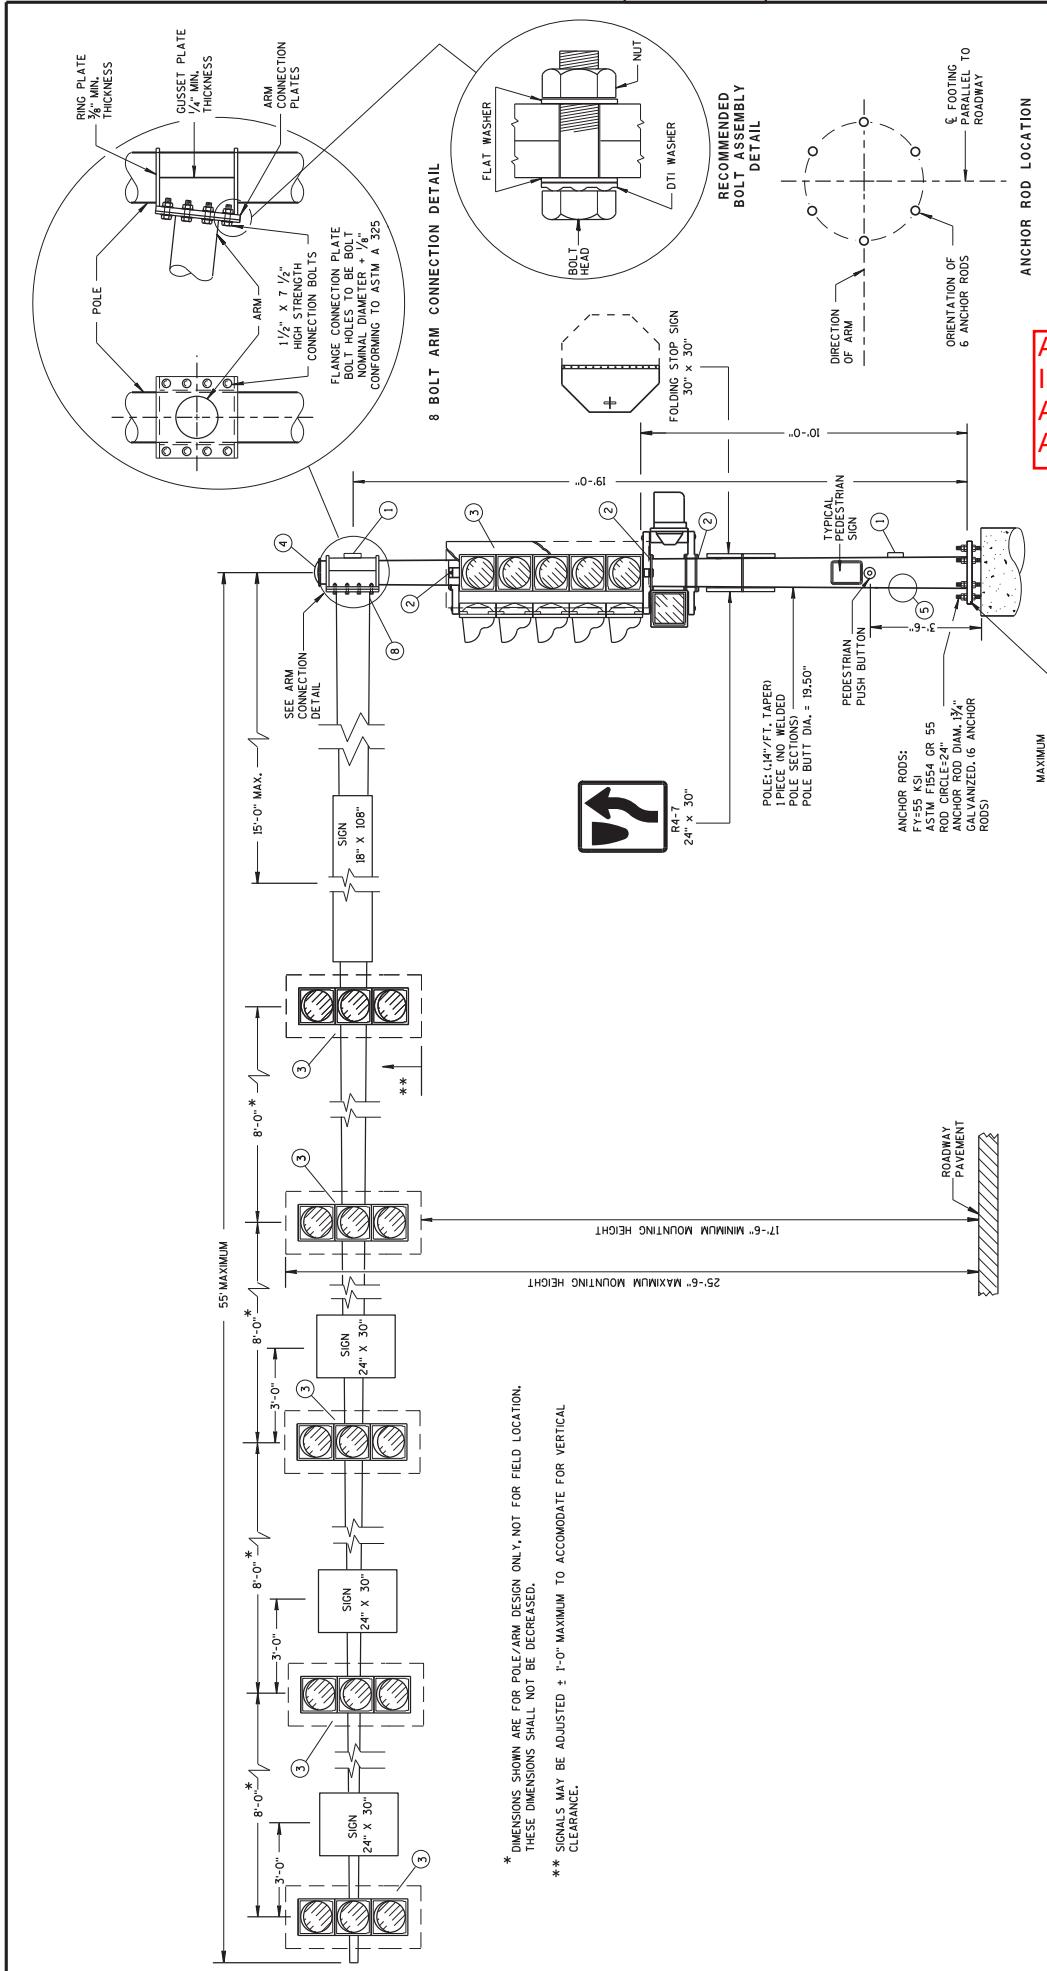 RING PLATE
3/8" MIN.
THICKNESS
GUSSET PLATE
1/4" MIN.
THICKNESS
ARM
CONNECTION
PLATES
POLE
ARM
1 1/2" X 7 1/2"
HIGH STRENGTH
CONNECTION BOLTS
FLANGE CONNECTION PLATE
BOLT HOLES TO BE BOLT
NOMINAL DIAMETER + 1/8"
CONFORMING TO ASTM A 325
8 BOLT ARM CONNECTION DETAIL
FLAT WASHER
NUT
BOLT
HEAD
DTI WASHER
RECOMMENDED
BOLT ASSEMBLY
DETAIL
DIRECTION
OF ARM
℄ FOOTING
PARALLEL TO
ROADWAY
ORIENTATION OF
6 ANCHOR RODS
ANCHOR ROD LOCATION
FOLDING STOP SIGN
30" x 30"
19'-0"
10'-0"
4
1
2
3
2
2
8
1
5
TYPICAL
PEDESTRIAN
SIGN
PEDESTRIAN
PUSH BUTTON
3'-6"
SEE ARM
CONNECTION
DETAIL
R4-7
24" x 30"
POLE: (.14"/FT. TAPER)
1 PIECE (NO WELDED
POLE SECTIONS)
POLE BUTT DIA. = 19.50"
ANCHOR RODS:
FY=55 KSI
ASTM F1554 GR 55
ROD CIRCLE=24"
ANCHOR ROD DIAM. 1 3/4"
GALVANIZED. (6 ANCHOR
RODS)
MAXIMUM
55' MAXIMUM
15'-0" MAX.
SIGN
18" X 108"
8'-0" *
3
**
8'-0" *
3
SIGN
24" X 30"
3'-0"
3
8'-0" *
SIGN
24" X 30"
3'-0"
3
8'-0" *
SIGN
24" X 30"
3'-0"
3
17'-6" MINIMUM MOUNTING HEIGHT
25'-6" MAXIMUM MOUNTING HEIGHT
ROADWAY
PAVEMENT
* DIMENSIONS SHOWN ARE FOR POLE/ARM DESIGN ONLY, NOT FOR FIELD LOCATION.
THESE DIMENSIONS SHALL NOT BE DECREASED.
** SIGNALS MAY BE ADJUSTED ± 1'-0" MAXIMUM TO ACCOMODATE FOR VERTICAL
CLEARANCE.